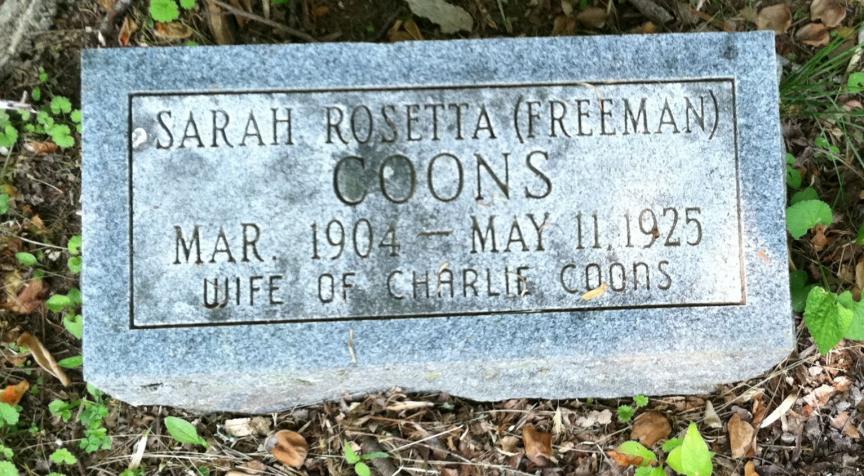 SARAH ROSETTA (FREEMAN)
COONS
MAR. 1904 – MAY 11, 1925
WIFE OF CHARLIE COONS